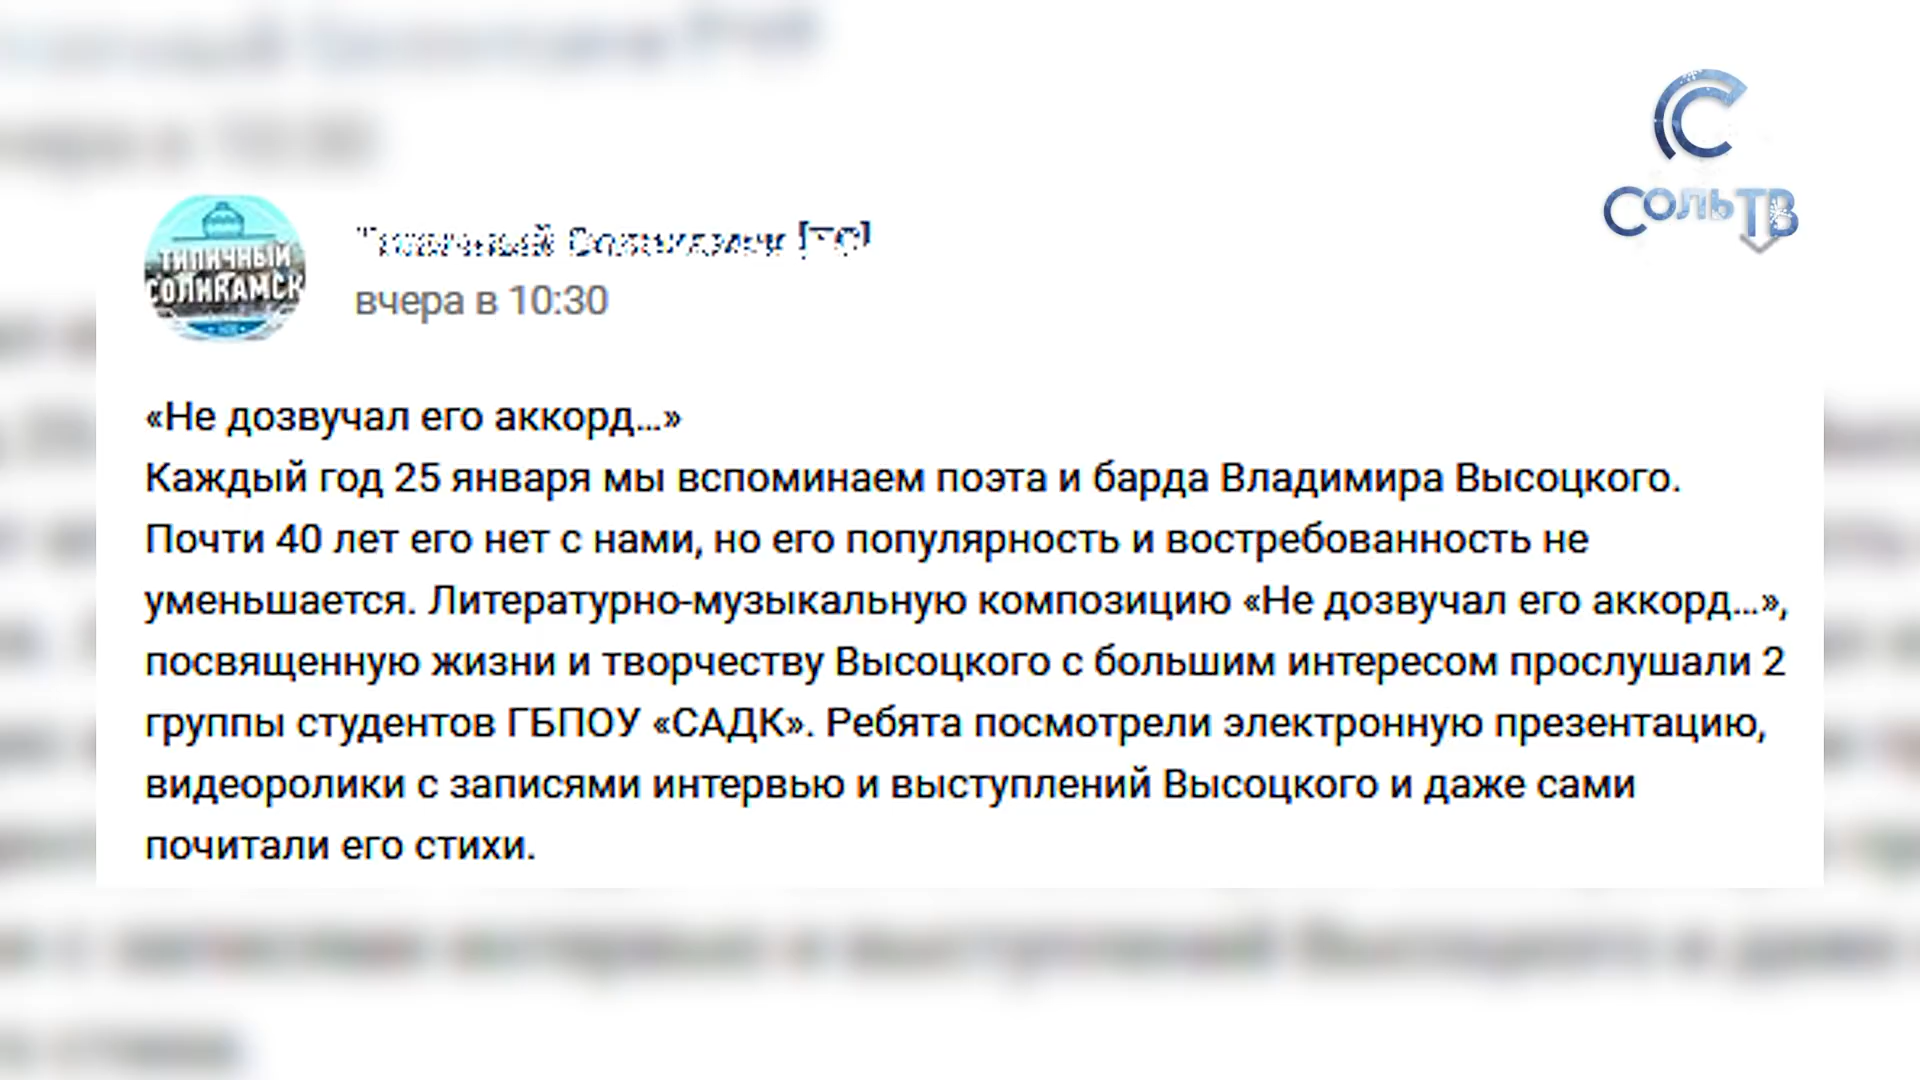 СОЛЬТВ
ТИПИЧНЫЙ
СОЛИКАМСК
Типичный Соликамск [ТС]
вчера в 10:30
«Не дозвучал его аккорд...»
Каждый год 25 января мы вспоминаем поэта и барда Владимира Высоцкого.
Почти 40 лет его нет с нами, но его популярность и востребованность не
уменьшается. Литературно-музыкальную композицию «Не дозвучал его аккорд...»,
посвященную жизни и творчеству Высоцкого с большим интересом прослушали 2
группы студентов ГБПОУ «САДК». Ребята посмотрели электронную презентацию,
видеоролики с записями интервью и выступлений Высоцкого и даже сами
почитали его стихи.